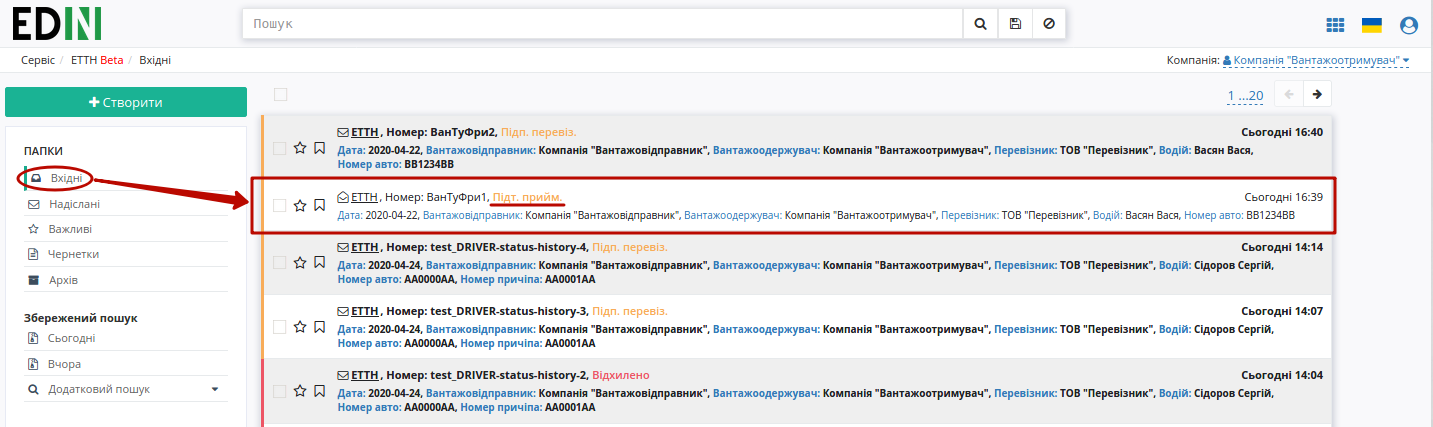 EDIN
Пошук
Сервіс / ЕТТН Beta / Вхідні
Компанія: Компанія "Вантажоотримувач"
Створити
1 ...20
ПАПКИ
Вхідні
Надіслані
Важливі
Чернетки
Архів
Збережений пошук
Сьогодні
Вчора
Додатковий пошук
ЕТТН, Номер: ВанТуФри2, Підп. перевіз. Сьогодні 16:40
Дата: 2020-04-22, Вантажовідправник: Компанія "Вантажовідправник", Вантажоодержувач: Компанія "Вантажоотримувач", Перевізник: ТОВ "Перевізник", Водій: Васян Вася,
Номер авто: BB1234BB
ЕТТН, Номер: ВанТуФри1, Підт. прийм. Сьогодні 16:39
Дата: 2020-04-22, Вантажовідправник: Компанія "Вантажовідправник", Вантажоодержувач: Компанія "Вантажоотримувач", Перевізник: ТОВ "Перевізник", Водій: Васян Вася, Номер авто: BB1234BB
ЕТТН, Номер: test_DRIVER-status-history-4, Підп. перевіз. Сьогодні 14:14
Дата: 2020-04-24, Вантажовідправник: Компанія "Вантажовідправник", Вантажоодержувач: Компанія "Вантажоотримувач", Перевізник: ТОВ "Перевізник", Водій: Сідоров Сергій,
Номер авто: AA0000AA, Номер причіпа: AA0001AA
ЕТТН, Номер: test_DRIVER-status-history-3, Підп. перевіз. Сьогодні 14:07
Дата: 2020-04-24, Вантажовідправник: Компанія "Вантажовідправник", Вантажоодержувач: Компанія "Вантажоотримувач", Перевізник: ТОВ "Перевізник", Водій: Сідоров Сергій,
Номер авто: AA0000AA, Номер причіпа: AA0001AA
ЕТТН, Номер: test_DRIVER-status-history-2, Відхилено Сьогодні 14:04
Дата: 2020-04-24, Вантажовідправник: Компанія "Вантажовідправник", Вантажоодержувач: Компанія "Вантажоотримувач", Перевізник: ТОВ "Перевізник", Водій: Сідоров Сергій,
Номер авто: AA0000AA, Номер причіпа: AA0001AA